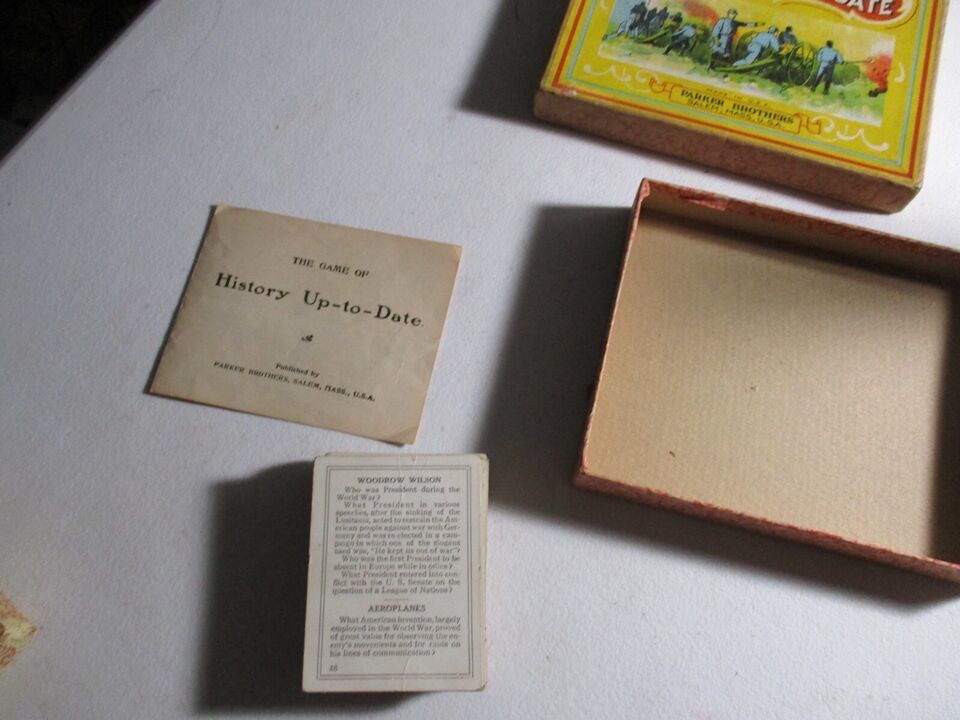 DATE
MADE IN U.S.A.
PARKER BROTHERS
SALEM, MASS., U.S.A.
THE GAME OF
History Up-to-Date.
Published by
PARKER BROTHERS, SALEM, MASS., U.S.A.
WOODROW WILSON
Who was President during the
World War?
What President in various
speeches, after the sinking of the
Lusitania, acted to restrain the Am-
erican people against war with Ger-
many and was re-elected in a cam-
paign in which one of the slogans
used was, "He kept us out of war"?
Who was the first President to be
absent in Europe while in office?
What President entered into con-
flict with the U. S. Senate on the
question of a League of Nations?
AEROPLANES
What American invention, largely
employed in the World War, proved
of great value for observing the en-
emy's movements and for raids on
his lines of communication?
48